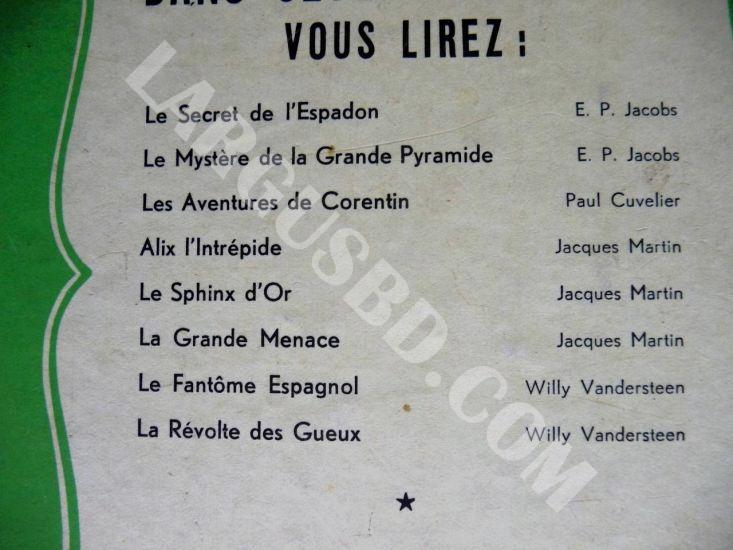 VOUS LIREZ :
Le Secret de l'Espadon E. P. Jacobs
Le Mystère de la Grande Pyramide E. P. Jacobs
Les Aventures de Corentin Paul Cuvelier
Alix l'Intrépide Jacques Martin
Le Sphinx d'Or Jacques Martin
La Grande Menace Jacques Martin
Le Fantôme Espagnol Willy Vandersteen
La Révolte des Gueux Willy Vandersteen
LARGUSBD.COM